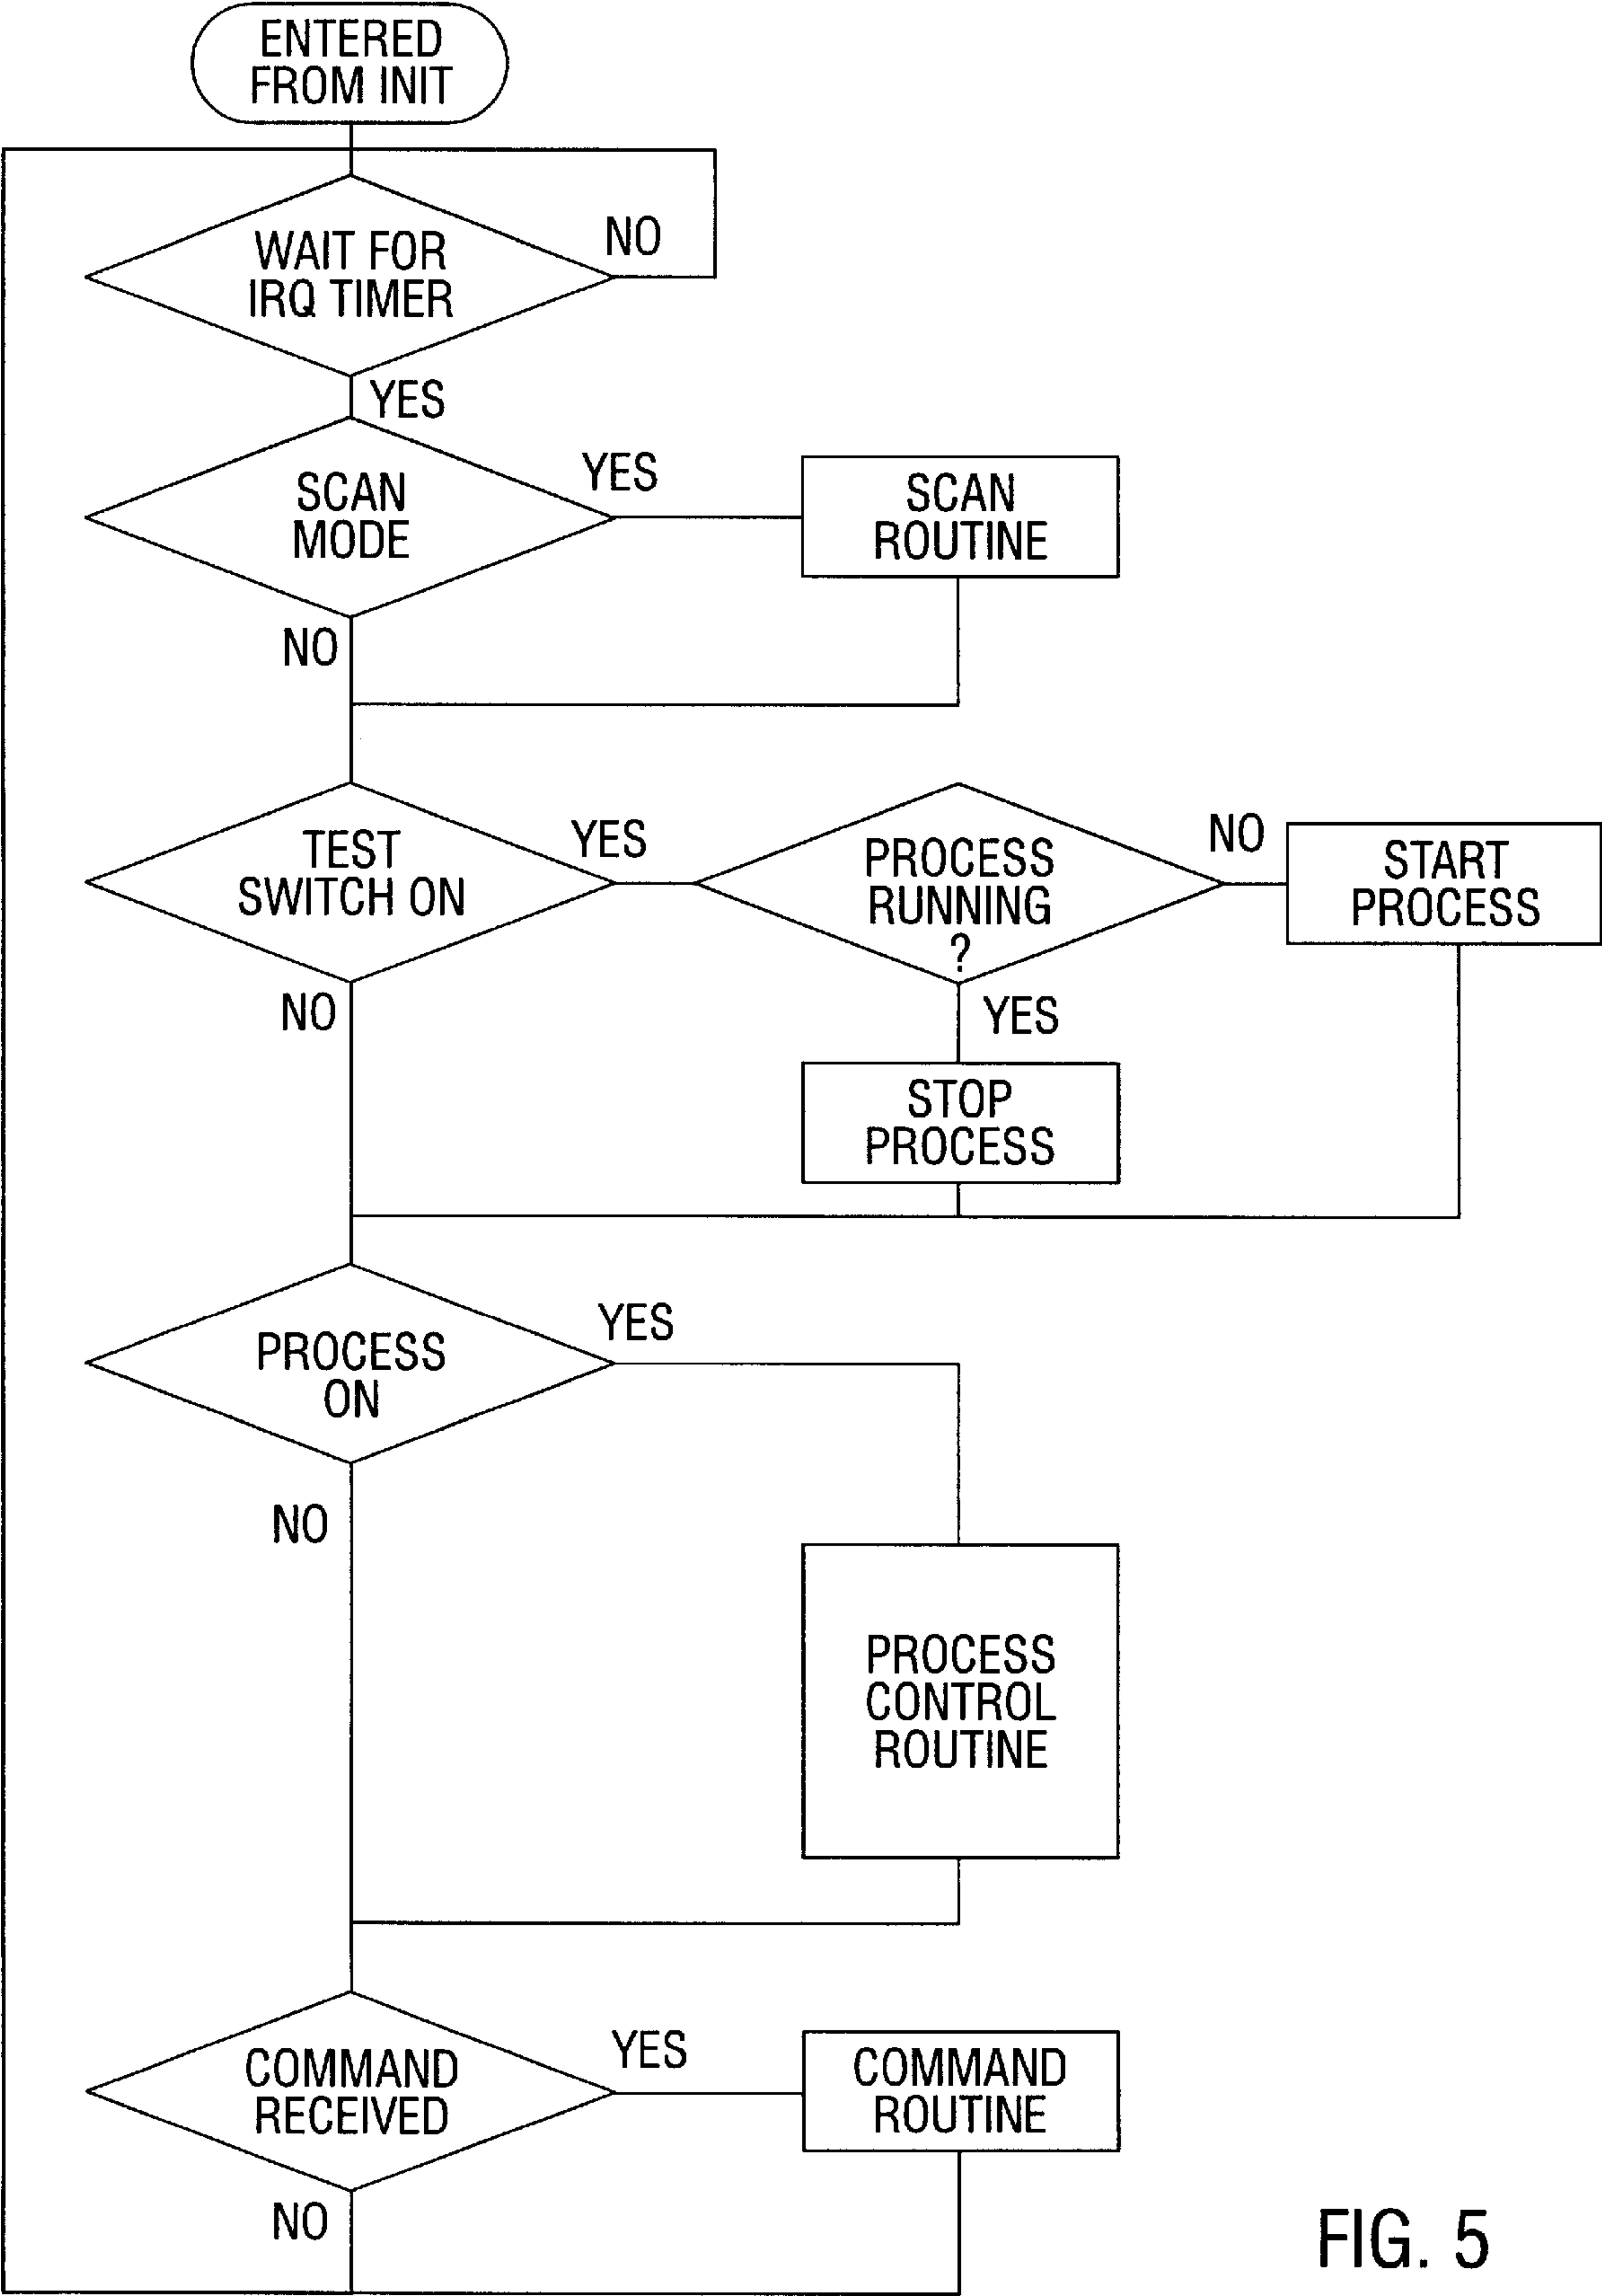 ENTERED
FROM INIT
WAIT FOR
IRQ TIMER
NO
YES
SCAN
MODE
YES
SCAN
ROUTINE
NO
TEST
SWITCH ON
YES
PROCESS
RUNNING
?
NO
START
PROCESS
NO
YES
STOP
PROCESS
PROCESS
ON
YES
NO
PROCESS
CONTROL
ROUTINE
COMMAND
RECEIVED
YES
COMMAND
ROUTINE
NO
FIG. 5